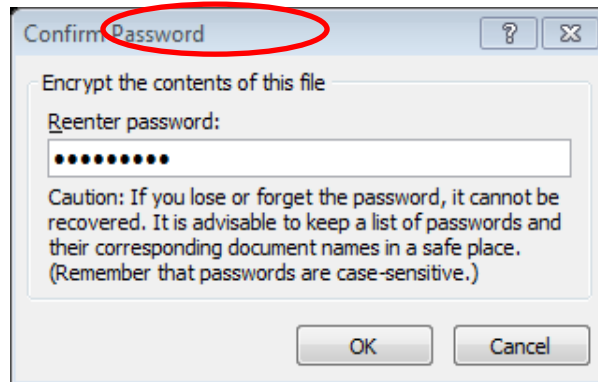 Confirm Password
Encrypt the contents of this file
Reenter password:
•••••••••
Caution: If you lose or forget the password, it cannot be
recovered. It is advisable to keep a list of passwords and
their corresponding document names in a safe place.
(Remember that passwords are case-sensitive.)
OK Cancel